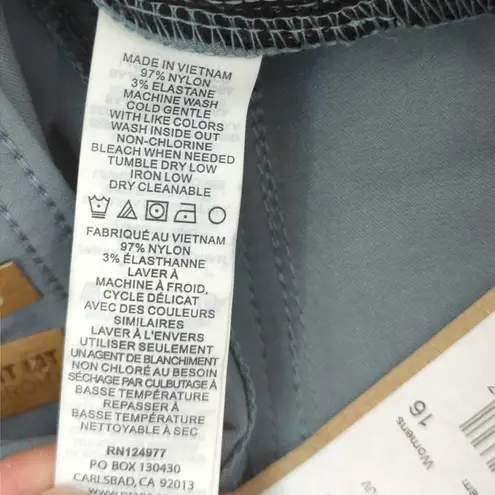 MADE IN VIETNAM
97% NYLON
3% ELASTANE
MACHINE WASH
COLD GENTLE
WITH LIKE COLORS
WASH INSIDE OUT
NON-CHLORINE
BLEACH WHEN NEEDED
TUMBLE DRY LOW
IRON LOW
DRY CLEANABLE
FABRIQUÉ AU VIETNAM
97% NYLON
3% ÉLASTHANNE
LAVER À
MACHINE À FROID,
CYCLE DÉLICAT
AVEC DES COULEURS
SIMILAIRES
LAVER À L'ENVERS
UTILISER SEULEMENT
UN AGENT DE BLANCHIMENT
NON CHLORÉ AU BESOIN
SÉCHAGE PAR CULBUTAGE À
BASSE TEMPÉRATURE
REPASSER À
BASSE TEMPÉRATURE
NETTOYABLE À SEC
RN124977
PO BOX 130430
CARLSBAD, CA 92013
Womens
16